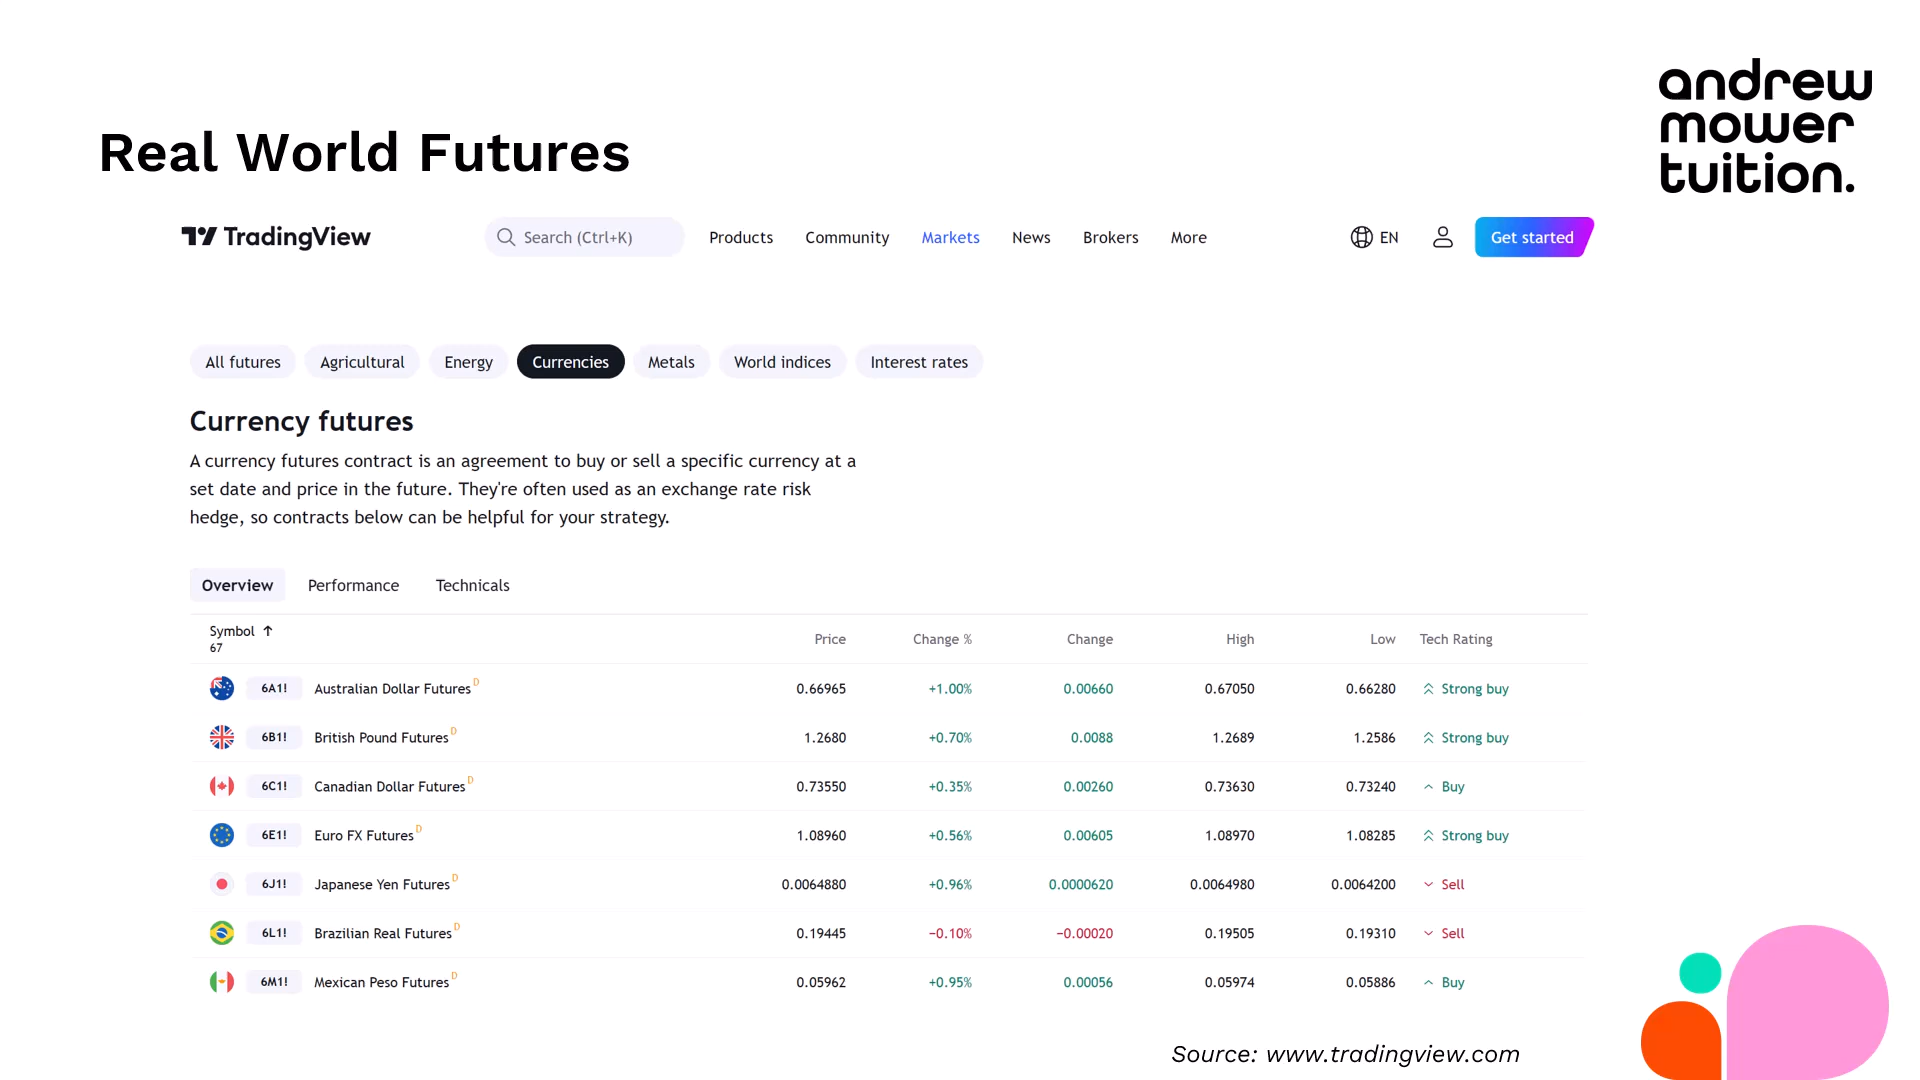 andrew
mower
tuition.
Real World Futures
TradingView Search (Ctrl+K) Products Community Markets News Brokers More EN Get started
All futures Agricultural Energy Currencies Metals World indices Interest rates
Currency futures
A currency futures contract is an agreement to buy or sell a specific currency at a
set date and price in the future. They're often used as an exchange rate risk
hedge, so contracts below can be helpful for your strategy.
Overview Performance Technicals
Symbol ↑ Price Change % Change High Low Tech Rating
67
6A1! Australian Dollar Futures D 0.66965 +1.00% 0.00660 0.67050 0.66280 Strong buy
6B1! British Pound Futures D 1.2680 +0.70% 0.0088 1.2689 1.2586 Strong buy
6C1! Canadian Dollar Futures D 0.73550 +0.35% 0.00260 0.73630 0.73240 Buy
6E1! Euro FX Futures D 1.08960 +0.56% 0.00605 1.08970 1.08285 Strong buy
6J1! Japanese Yen Futures D 0.0064880 +0.96% 0.0000620 0.0064980 0.0064200 Sell
6L1! Brazilian Real Futures D 0.19445 −0.10% −0.00020 0.19505 0.19310 Sell
6M1! Mexican Peso Futures D 0.05962 +0.95% 0.00056 0.05974 0.05886 Buy
Source: www.tradingview.com